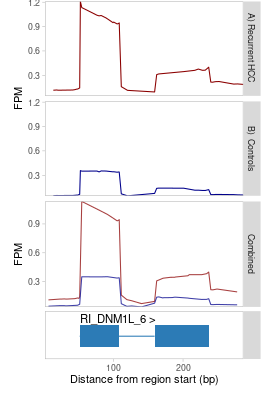 1.2
0.9
0.6
0.3
FPM
A) Recurrent HCC
1.2
0.9
0.6
0.3
B) Controls
0.9
0.6
0.3
FPM
Combined
RI_DNM1L_6 >
100
200
Distance from region start (bp)